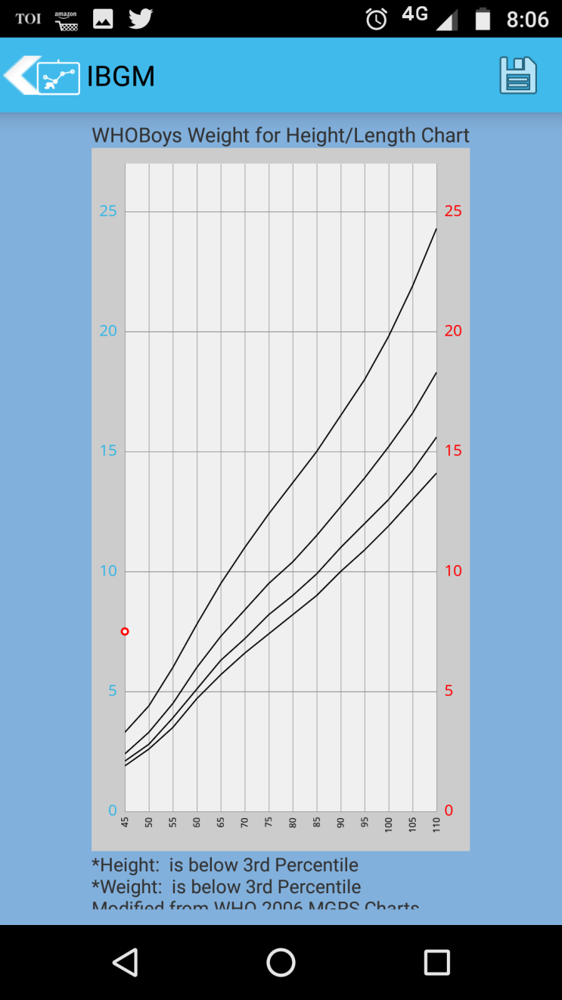 TOI amazon 4G 8:06
IBGM
WHOBoys Weight for Height/Length Chart
25 25
20 20
15 15
10 10
5 5
0 0
45 50 55 60 65 70 75 80 85 90 95 100 105 110
*Height:  is below 3rd Percentile
*Weight:  is below 3rd Percentile
Modified from WHO 2006 MGRS Charts